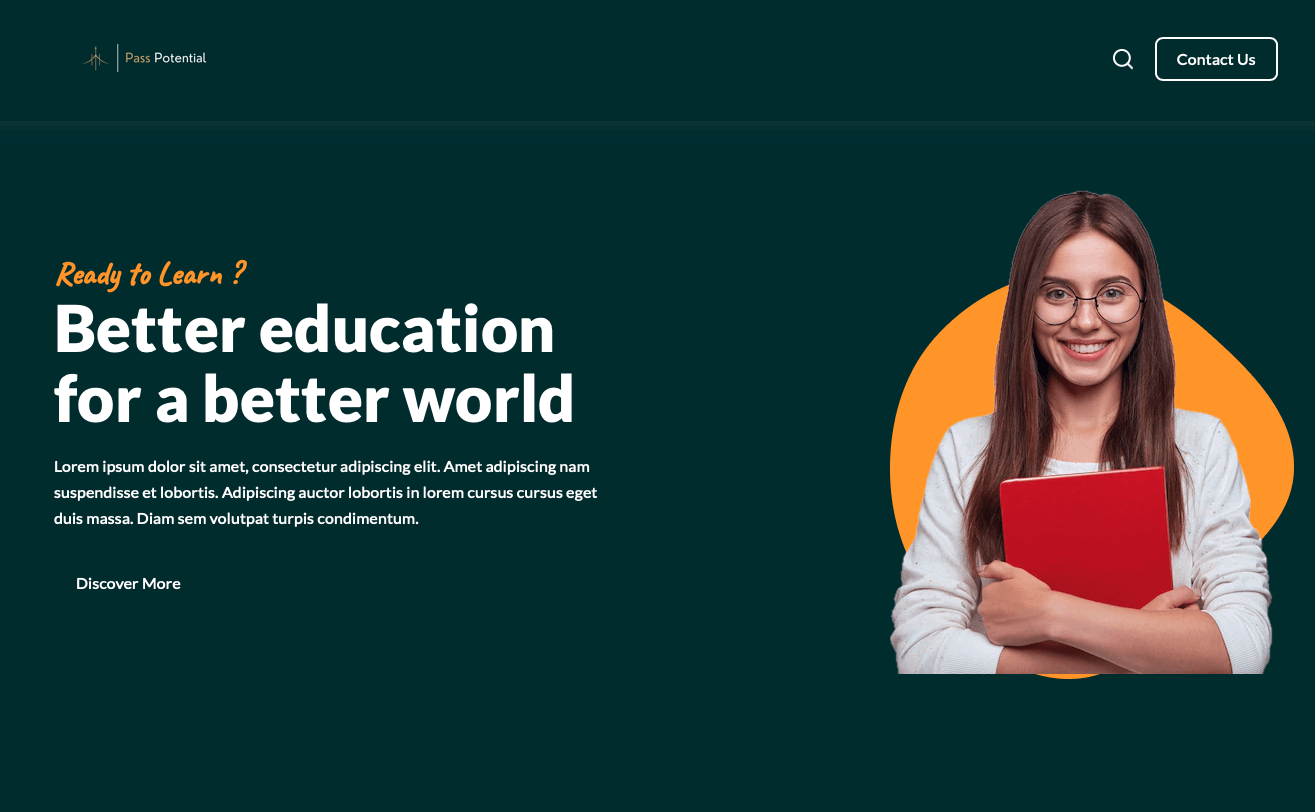 Pass Potential
Contact Us
Ready to Learn ?
Better education
for a better world
Lorem ipsum dolor sit amet, consectetur adipiscing elit. Amet adipiscing nam
suspendisse et lobortis. Adipiscing auctor lobortis in lorem cursus cursus eget
duis massa. Diam sem volutpat turpis condimentum.
Discover More